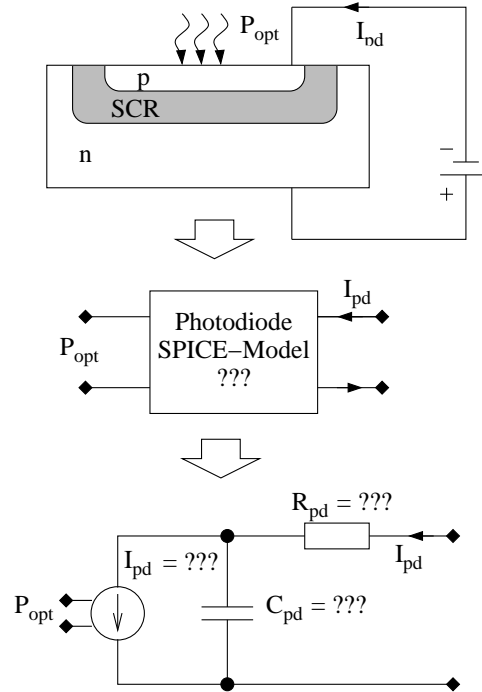 P_opt
I_pd
p
SCR
n
−
+
I_pd
Photodiode
SPICE−Model
???
P_opt
R_pd = ???
I_pd = ???
I_pd
P_opt
C_pd = ???